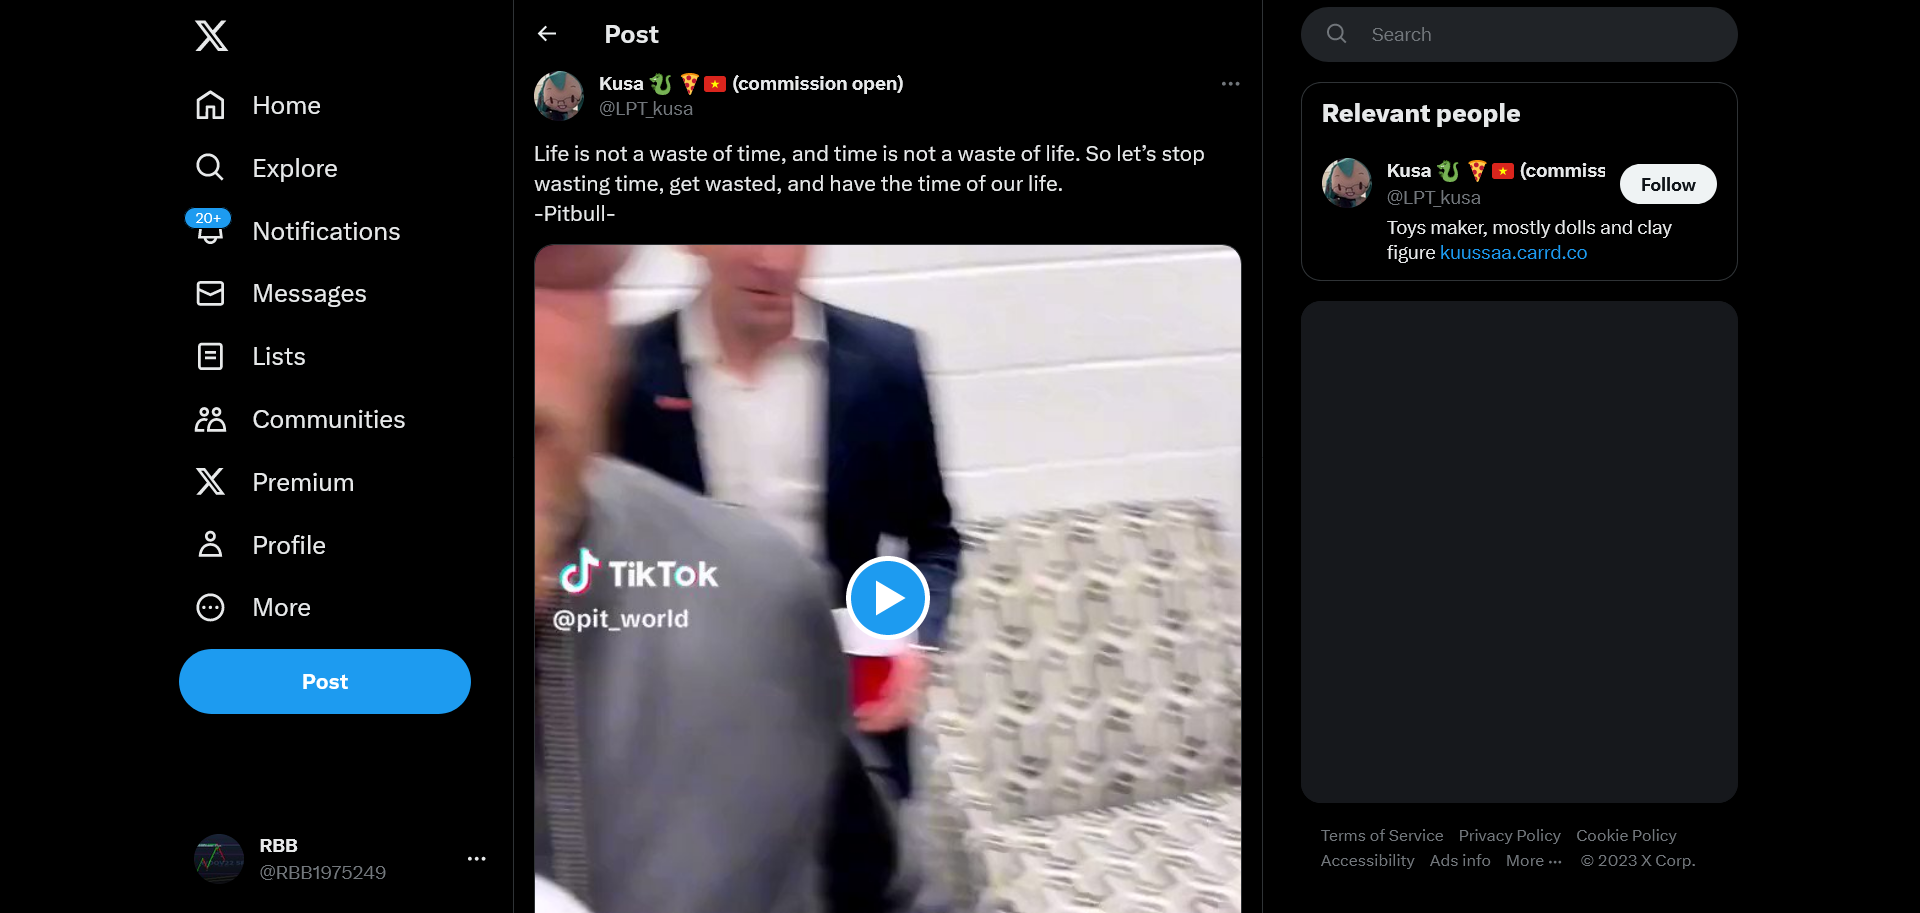 Home
Explore
20+
Notifications
Messages
Lists
Communities
Premium
Profile
More
Post
RBB
@RBB1975249
Post
Kusa 🐉 🍕🇻🇳 (commission open)
@LPT_kusa
Life is not a waste of time, and time is not a waste of life. So let’s stop
wasting time, get wasted, and have the time of our life.
-Pitbull-
TikTok
@pit_world
Search
Relevant people
Kusa 🐉 🍕🇻🇳 (commiss
@LPT_kusa
Follow
Toys maker, mostly dolls and clay
figure kuussaa.carrd.co
Terms of Service Privacy Policy Cookie Policy
Accessibility Ads info More ··· © 2023 X Corp.